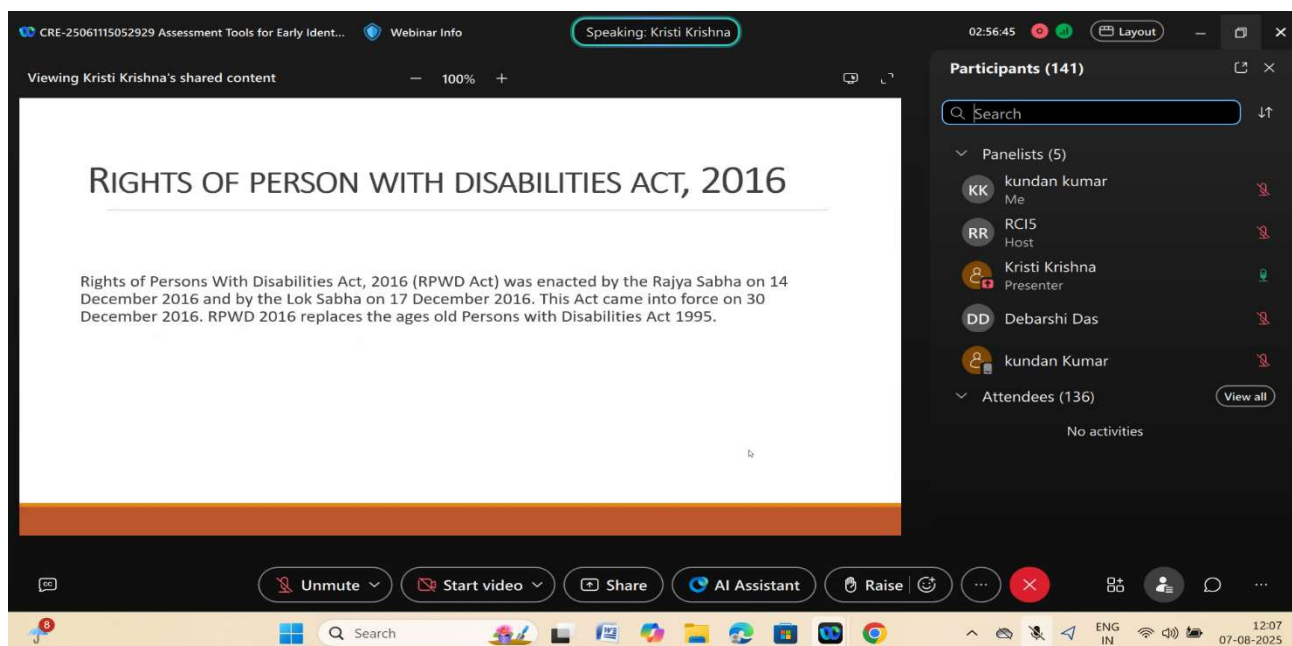 CRE-25061115052929 Assessment Tools for Early Ident...
Webinar Info
Speaking: Kristi Krishna
02:56:45
Layout
Viewing Kristi Krishna's shared content
100%
RIGHTS OF PERSON WITH DISABILITIES ACT, 2016
Rights of Persons With Disabilities Act, 2016 (RPWD Act) was enacted by the Rajya Sabha on 14
December 2016 and by the Lok Sabha on 17 December 2016. This Act came into force on 30
December 2016. RPWD 2016 replaces the ages old Persons with Disabilities Act 1995.
Participants (141)
Search
Panelists (5)
KK
kundan kumar
Me
RR
RCI5
Host
Kristi Krishna
Presenter
DD
Debarshi Das
kundan Kumar
Attendees (136)
View all
No activities
CC
Unmute
Start video
Share
AI Assistant
Raise
8
Search
ENG
IN
12:07
07-08-2025